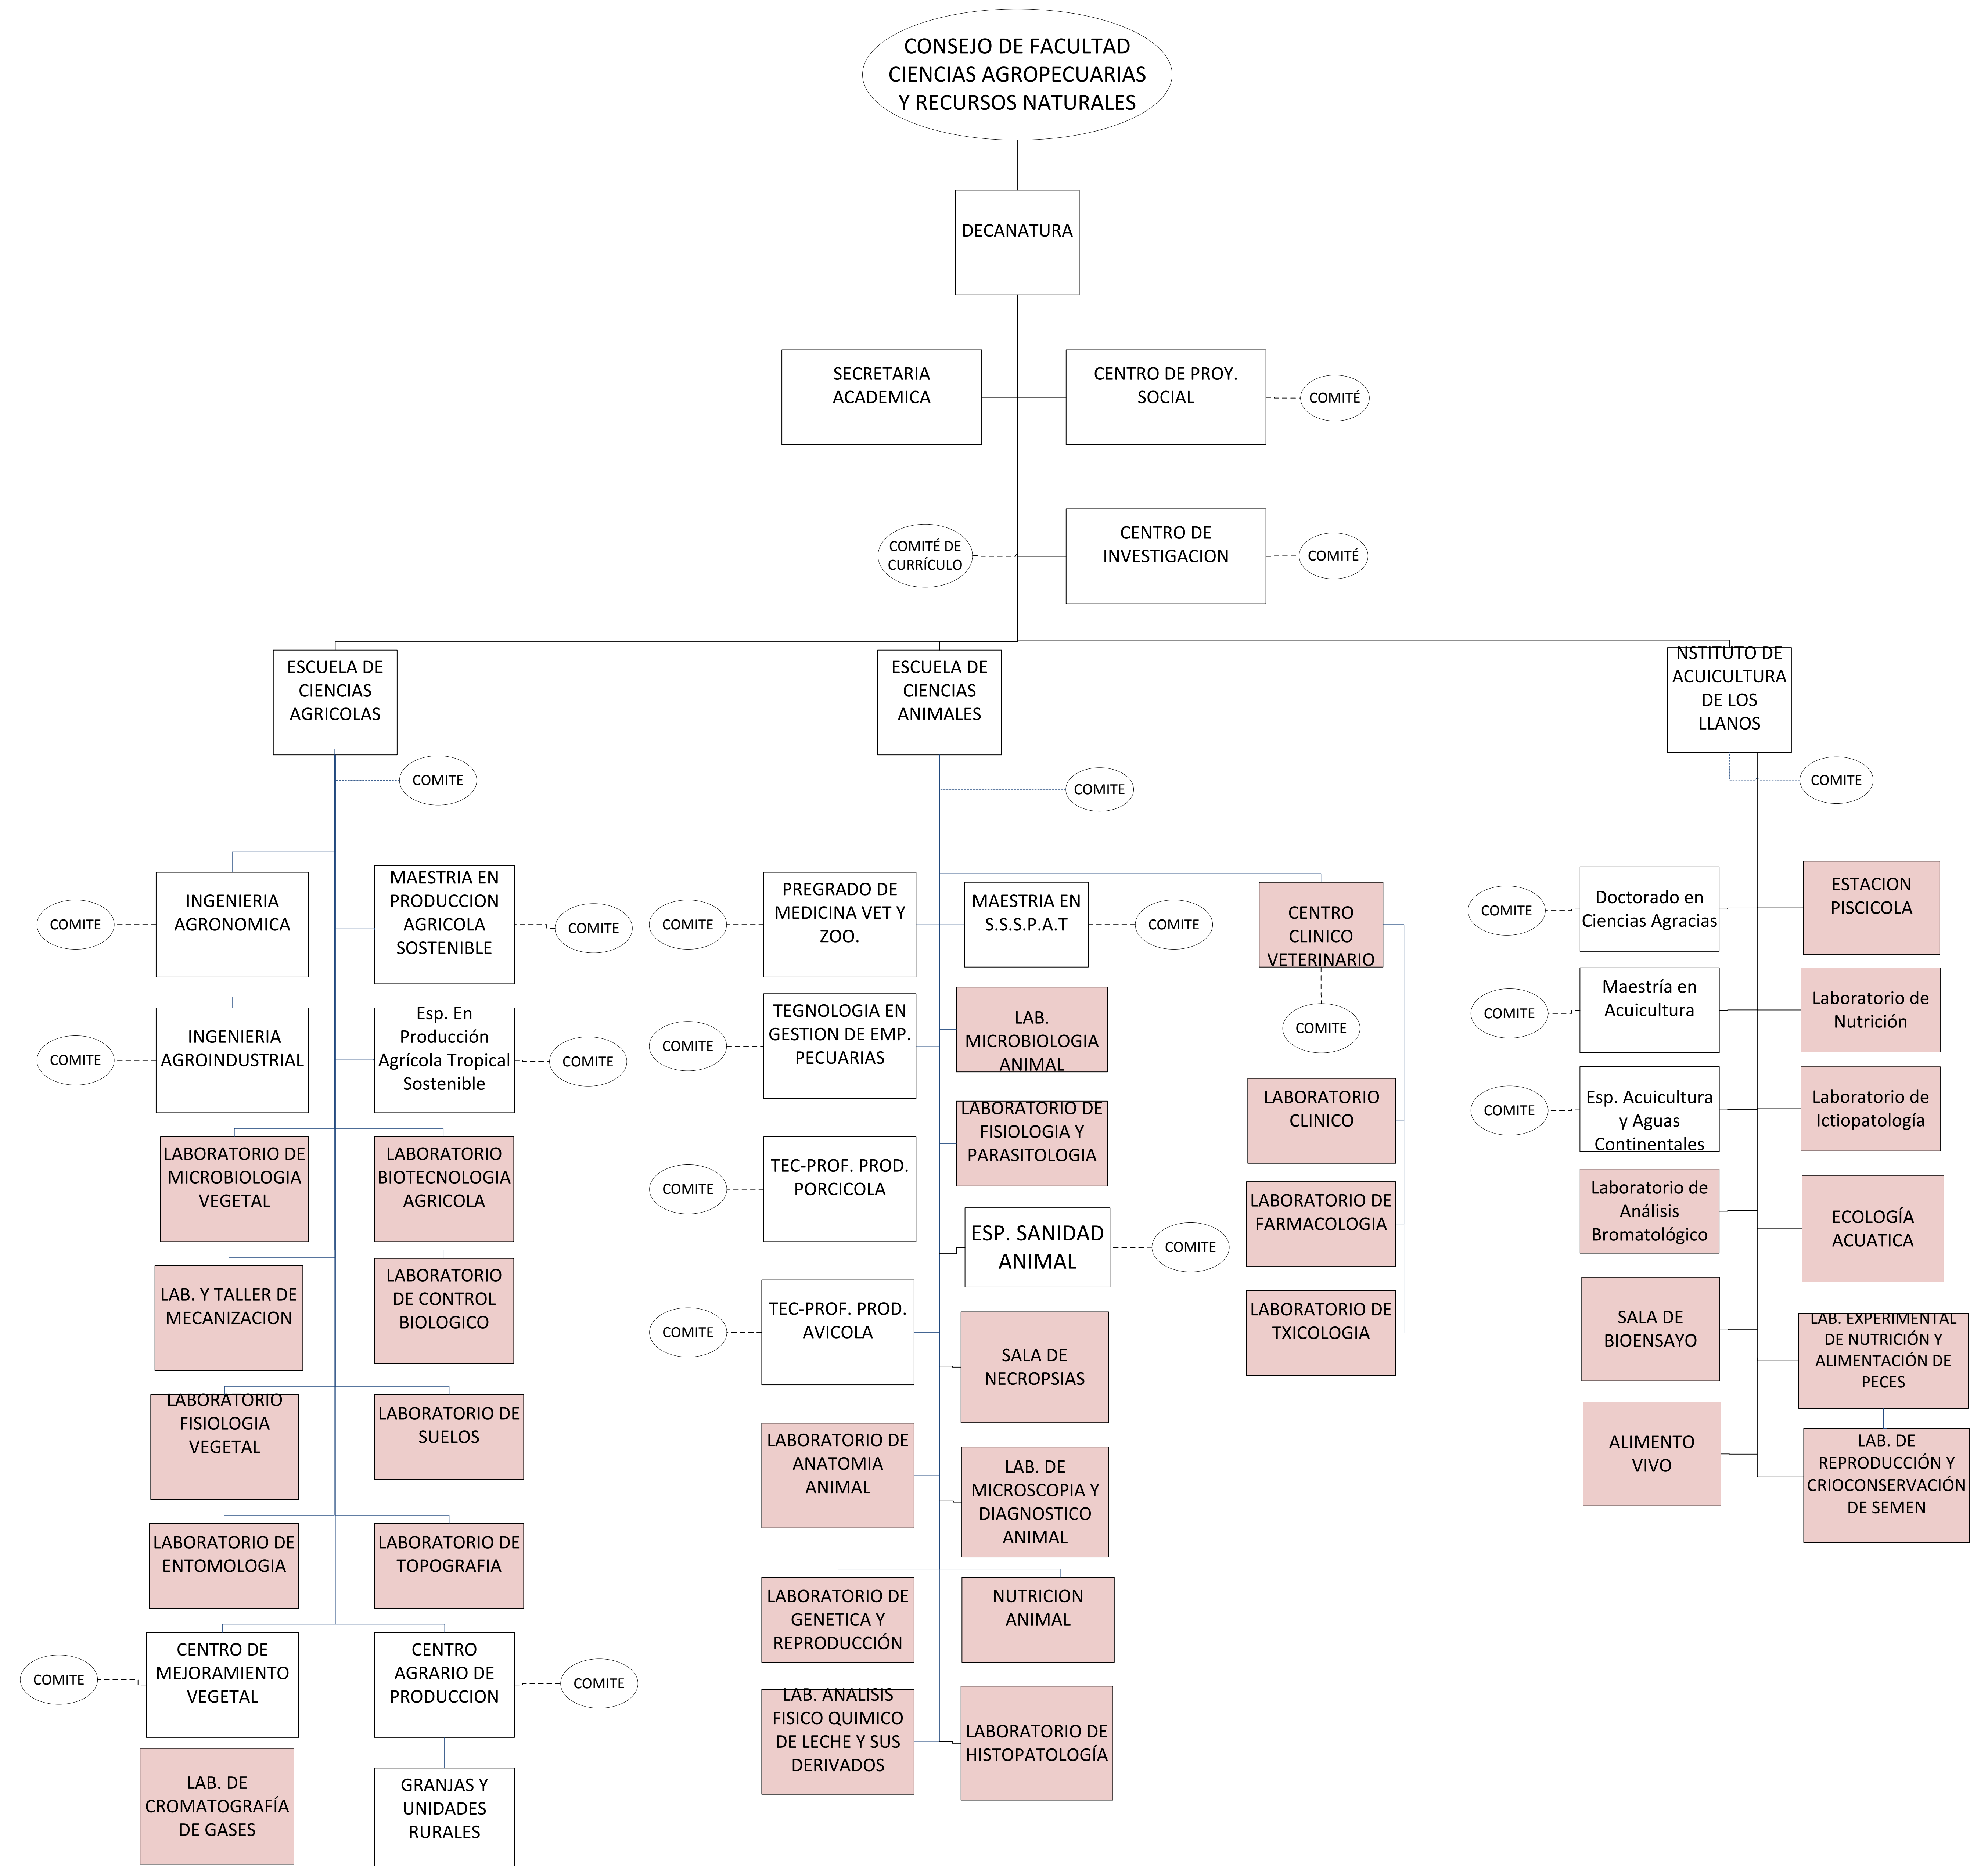 CONSEJO DE FACULTAD
CIENCIAS AGROPECUARIAS
Y RECURSOS NATURALES
DECANATURA
SECRETARIA
ACADEMICA
CENTRO DE PROY.
SOCIAL
COMITÉ
COMITÉ DE
CURRÍCULO
CENTRO DE
INVESTIGACION
COMITÉ
ESCUELA DE
CIENCIAS
AGRICOLAS
COMITE
COMITE
INGENIERIA
AGRONOMICA
MAESTRIA EN
PRODUCCION
AGRICOLA
SOSTENIBLE
COMITE
COMITE
INGENIERIA
AGROINDUSTRIAL
Esp. En
Producción
Agrícola Tropical
Sostenible
COMITE
LABORATORIO DE
MICROBIOLOGIA
VEGETAL
LABORATORIO
BIOTECNOLOGIA
AGRICOLA
LAB. Y TALLER DE
MECANIZACION
LABORATORIO
DE CONTROL
BIOLOGICO
LABORATORIO
FISIOLOGIA
VEGETAL
LABORATORIO DE
SUELOS
LABORATORIO DE
ENTOMOLOGIA
LABORATORIO DE
TOPOGRAFIA
COMITE
CENTRO DE
MEJORAMIENTO
VEGETAL
CENTRO
AGRARIO DE
PRODUCCION
COMITE
LAB. DE
CROMATOGRAFÍA
DE GASES
GRANJAS Y
UNIDADES
RURALES
ESCUELA DE
CIENCIAS
ANIMALES
COMITE
COMITE
PREGRADO DE
MEDICINA VET Y
ZOO.
MAESTRIA EN
S.S.S.P.A.T
COMITE
CENTRO
CLINICO
VETERINARIO
COMITE
COMITE
TEGNOLOGIA EN
GESTION DE EMP.
PECUARIAS
LAB.
MICROBIOLOGIA
ANIMAL
LABORATORIO
CLINICO
COMITE
TEC-PROF. PROD.
PORCICOLA
LABORATORIO DE
FISIOLOGIA Y
PARASITOLOGIA
LABORATORIO DE
FARMACOLOGIA
ESP. SANIDAD
ANIMAL
COMITE
LABORATORIO DE
TXICOLOGIA
COMITE
TEC-PROF. PROD.
AVICOLA
SALA DE
NECROPSIAS
LABORATORIO DE
ANATOMIA
ANIMAL
LAB. DE
MICROSCOPIA Y
DIAGNOSTICO
ANIMAL
LABORATORIO DE
GENETICA Y
REPRODUCCIÓN
NUTRICION
ANIMAL
LAB. ANALISIS
FISICO QUIMICO
DE LECHE Y SUS
DERIVADOS
LABORATORIO DE
HISTOPATOLOGÍA
NSTITUTO DE
ACUICULTURA
DE LOS
LLANOS
COMITE
COMITE
Doctorado en
Ciencias Agracias
ESTACION
PISCICOLA
COMITE
Maestría en
Acuicultura
Laboratorio de
Nutrición
COMITE
Esp. Acuicultura
y Aguas
Continentales
Laboratorio de
Ictiopatología
Laboratorio de
Análisis
Bromatológico
ECOLOGÍA
ACUATICA
SALA DE
BIOENSAYO
LAB. EXPERIMENTAL
DE NUTRICIÓN Y
ALIMENTACIÓN DE
PECES
ALIMENTO
VIVO
LAB. DE
REPRODUCCIÓN Y
CRIOCONSERVACIÓN
DE SEMEN